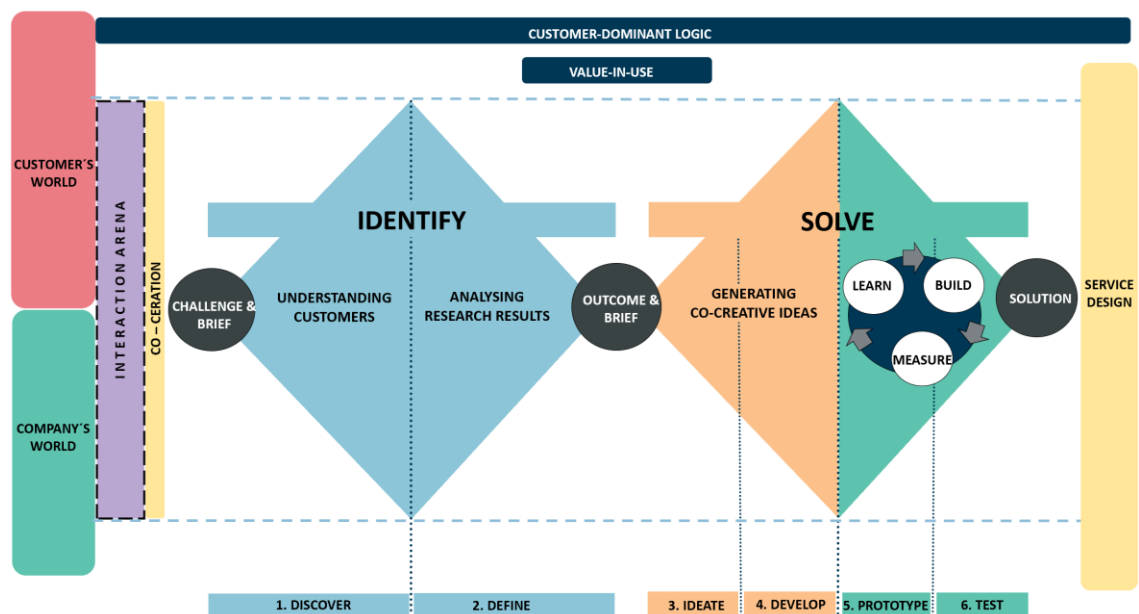 CUSTOMER-DOMINANT LOGIC
VALUE-IN-USE
CUSTOMER´S
WORLD
COMPANY´S
WORLD
INTERACTION ARENA
CO – CERATION
IDENTIFY
CHALLENGE &
BRIEF
UNDERSTANDING
CUSTOMERS
ANALYSING
RESEARCH RESULTS
OUTCOME &
BRIEF
SOLVE
GENERATING
CO-CREATIVE IDEAS
LEARN
BUILD
MEASURE
SOLUTION
SERVICE
DESIGN
1. DISCOVER
2. DEFINE
3. IDEATE
4. DEVELOP
5. PROTOTYPE
6. TEST